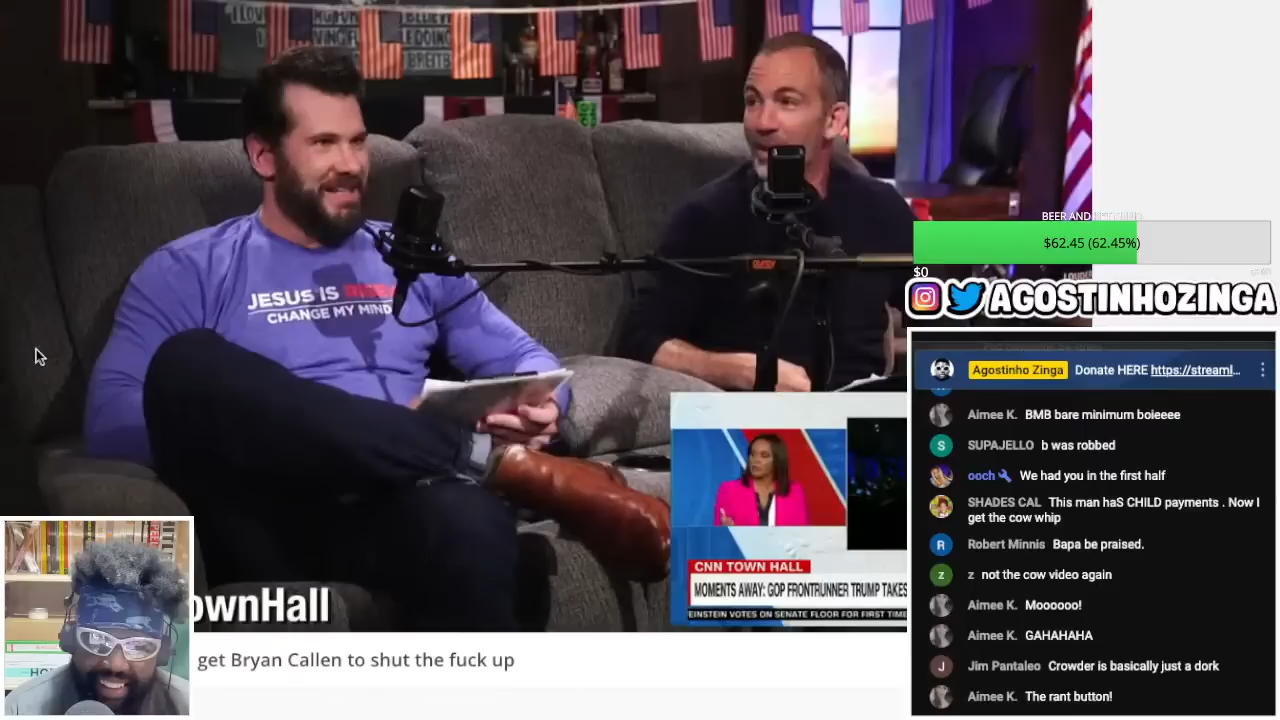 JESUS IS
CHANGE MY MIND
BEER AND
$62.45 (62.45%)
$0
AGOSTINHOZINGA
Agostinho Zinga Donate HERE https://streaml...
Aimee K. BMB bare minimum boieeee
SUPAJELLO b was robbed
ooch We had you in the first half
SHADES CAL This man haS CHILD payments . Now I
get the cow whip
Robert Minnis Bapa be praised.
z not the cow video again
Aimee K. Moooooo!
Aimee K. GAHAHAHA
Jim Pantaleo Crowder is basically just a dork
Aimee K. The rant button!
CNN TOWN HALL
MOMENTS AWAY: GOP FRONTRUNNER TRUMP TAKES
EINSTEIN VOTES ON SENATE FLOOR FOR FIRST TIME
ownHall
get Bryan Callen to shut the fuck up